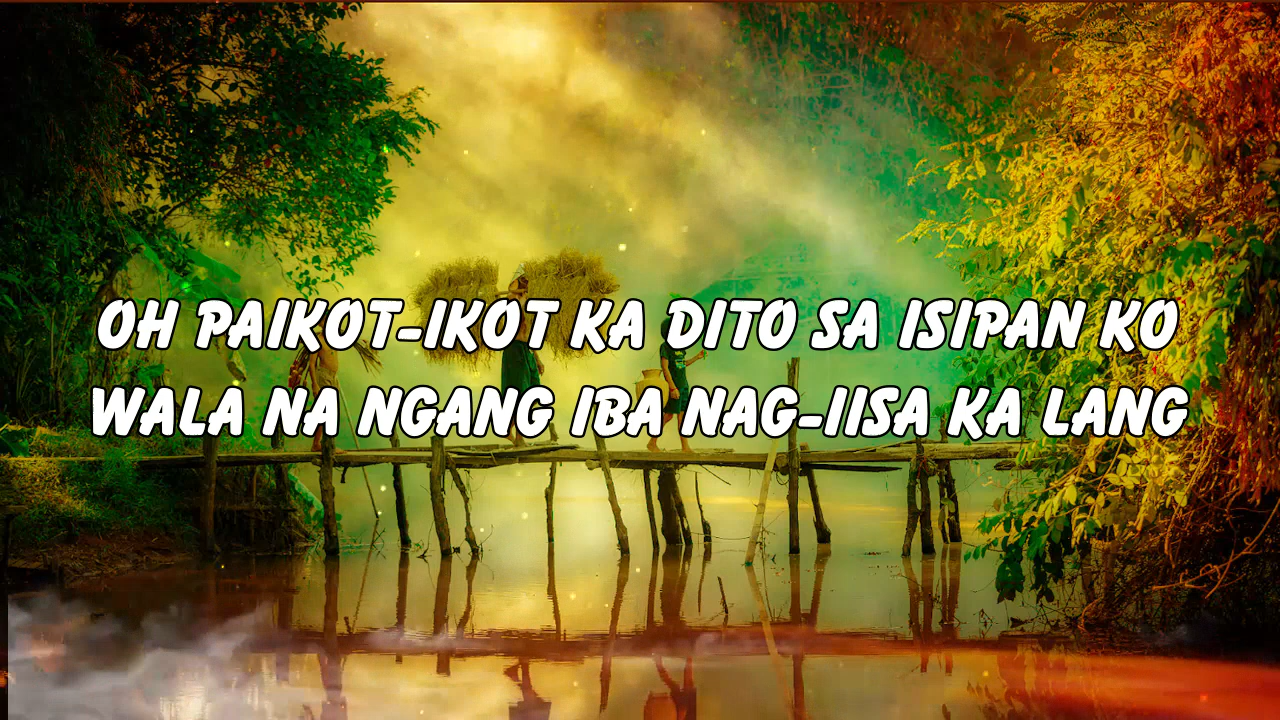 OH PAIKOT-IKOT KA DITO SA ISIPAN KO
WALA NA NGANG IBA NAG-IISA KA LANG